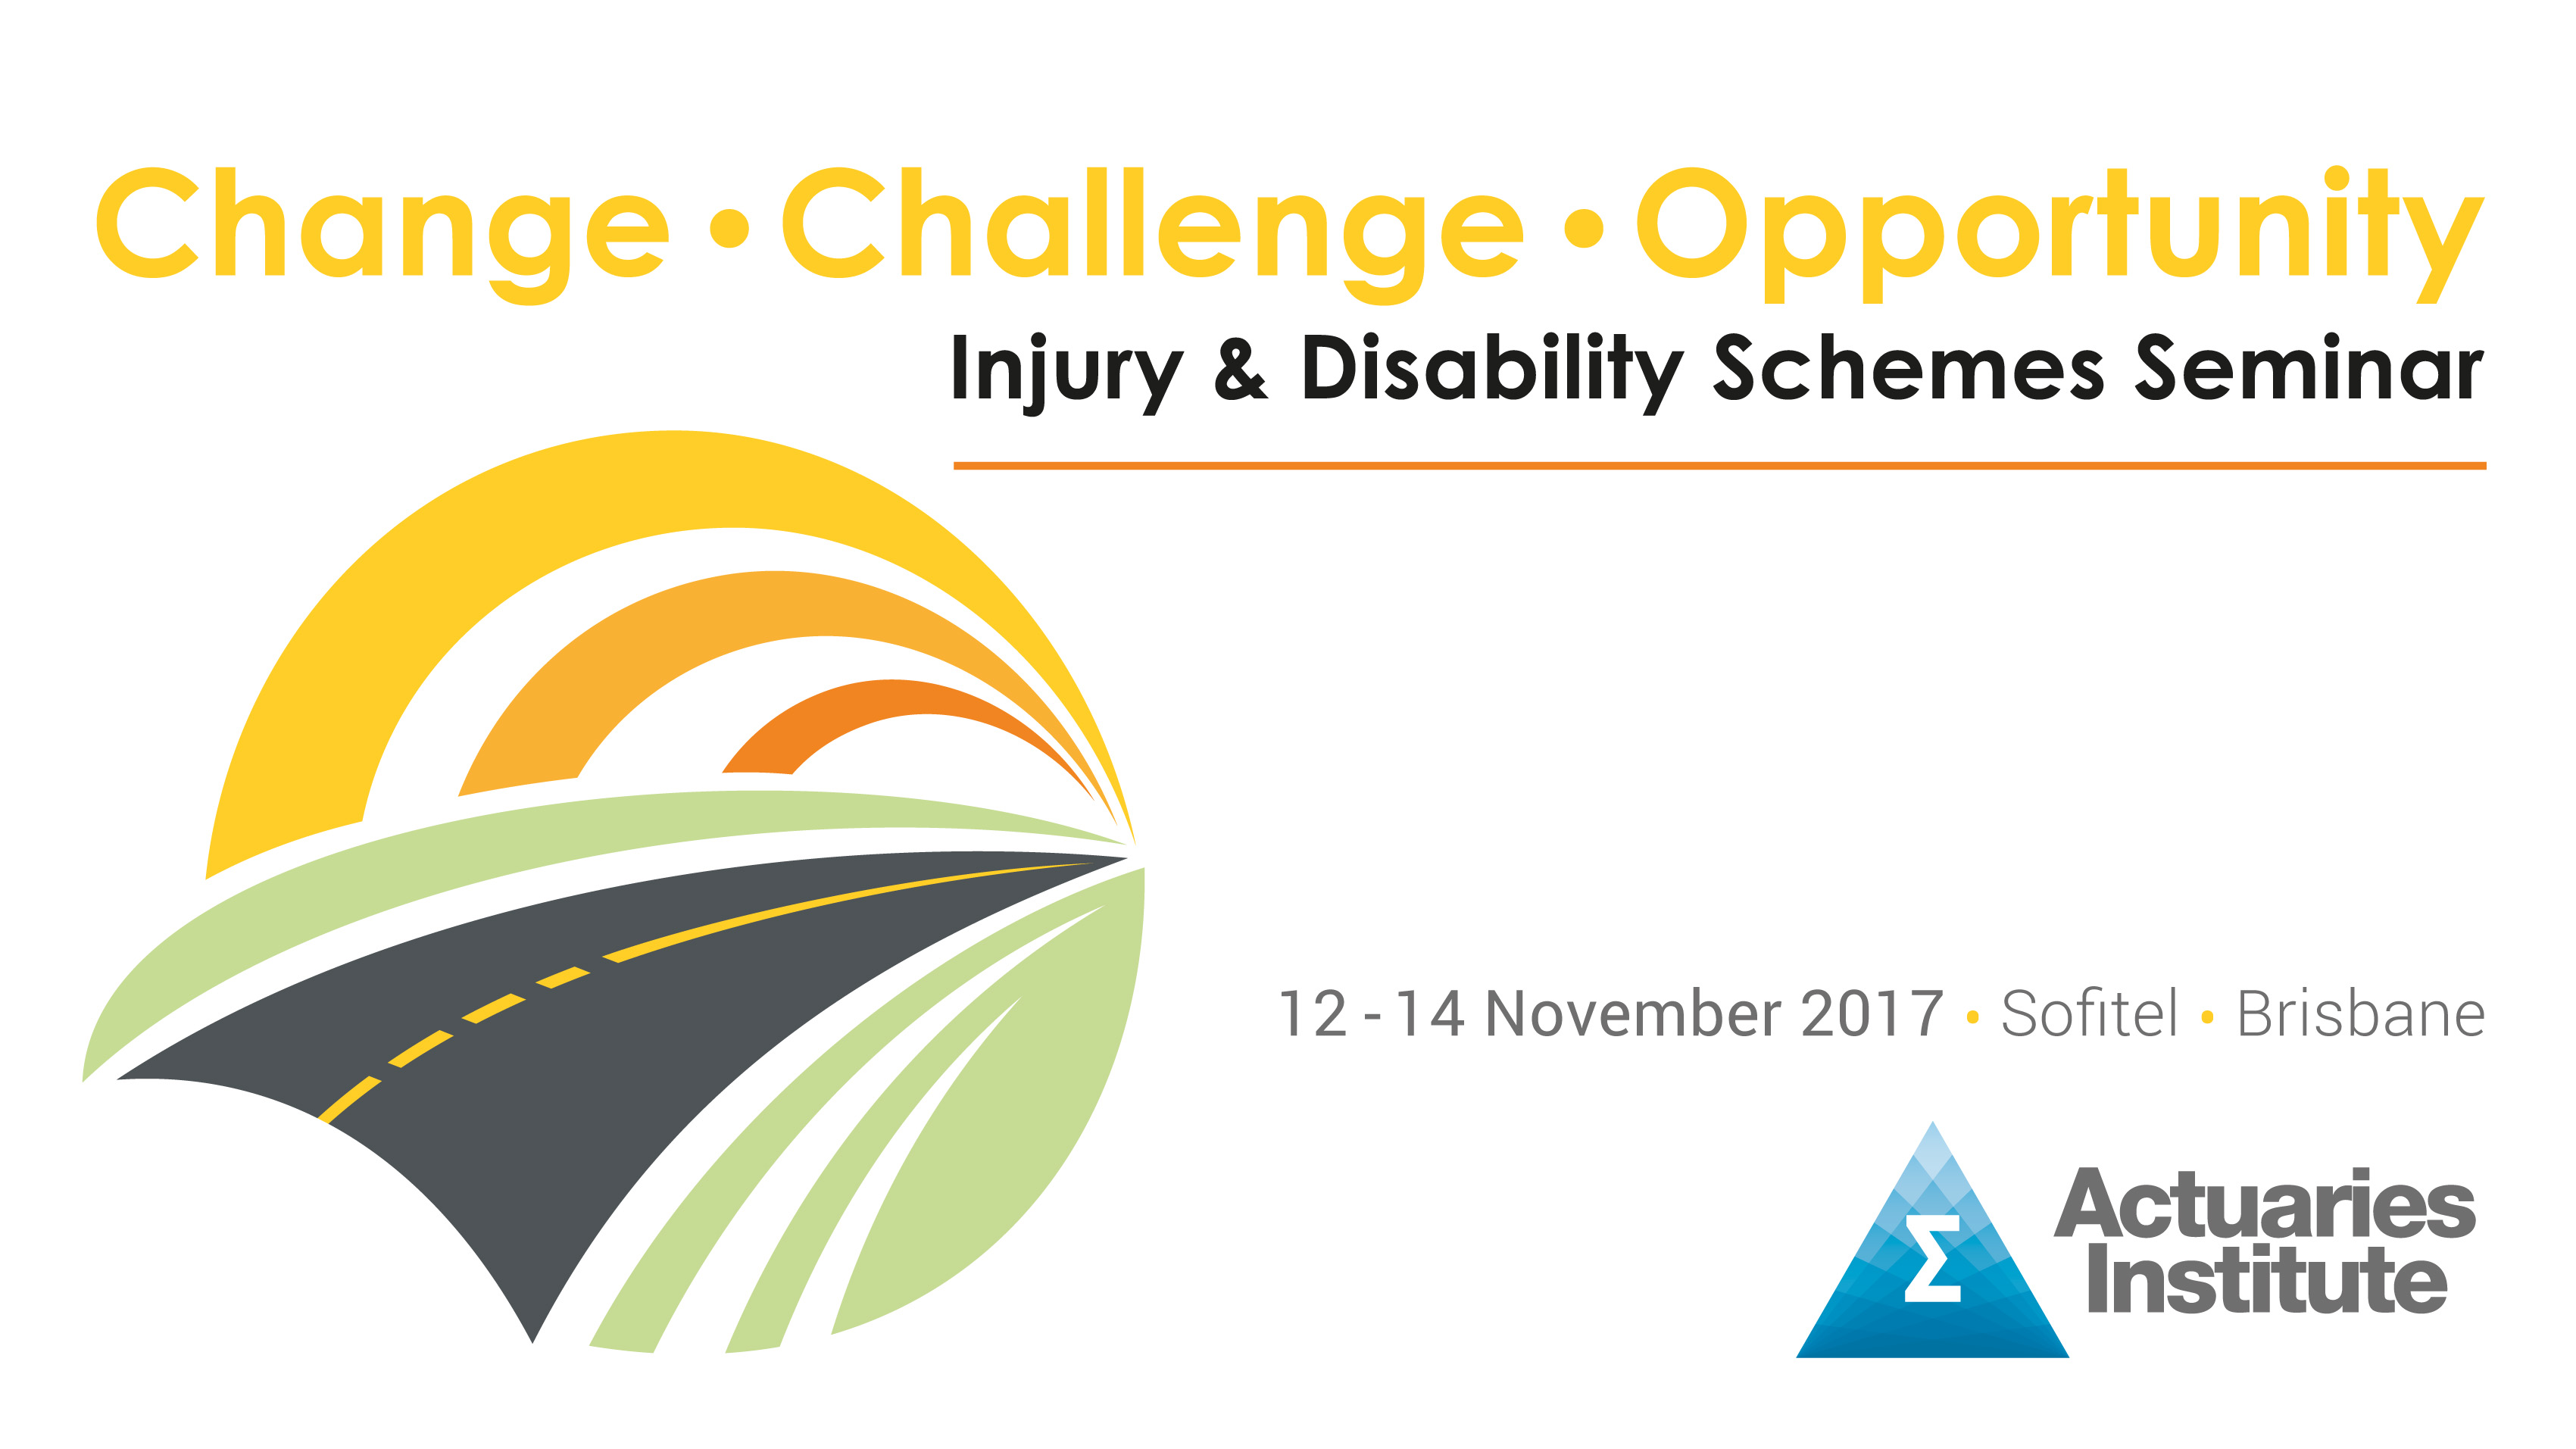 Change • Challenge • Opportunity
Injury & Disability Schemes Seminar
12 - 14 November 2017 • Sofitel • Brisbane
Σ
Actuaries
Institute